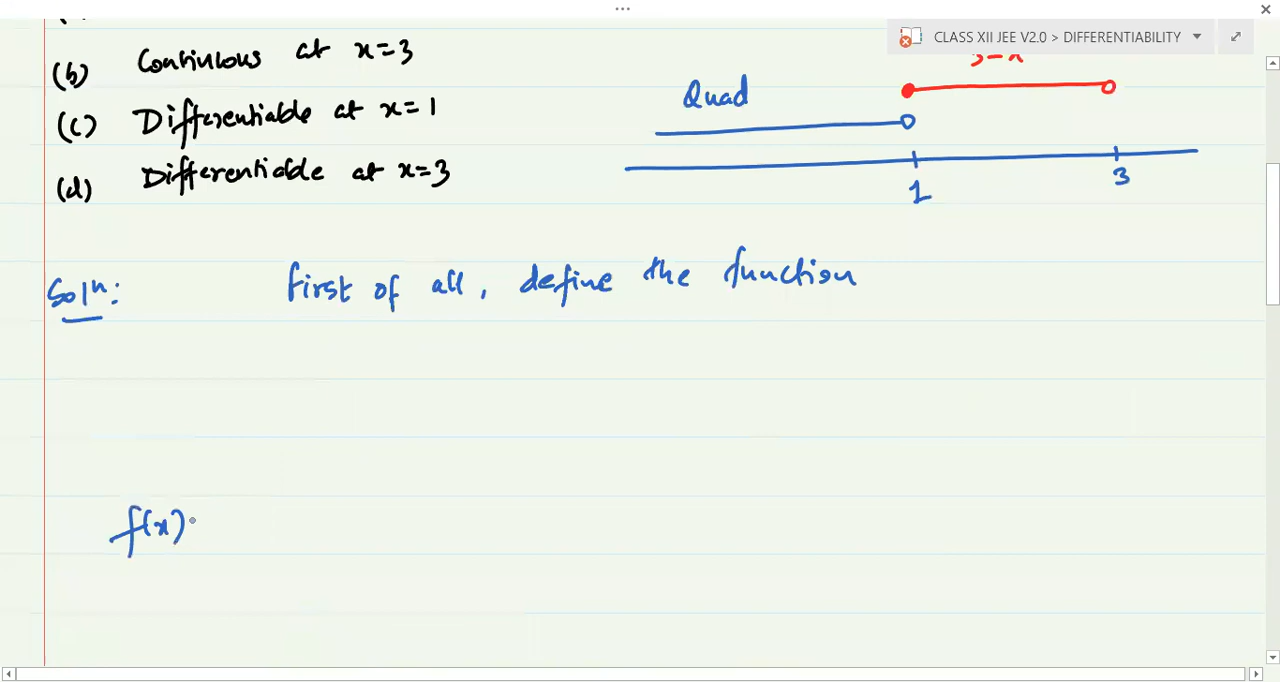 CLASS XII JEE V2.0 > DIFFERENTIABILITY
(b) Continuous at x=3
3-x
Quad
(c) Differentiable at x=1
(d) Differentiable at x=3
1
3
Soln:
first of all, define the function
f(x)